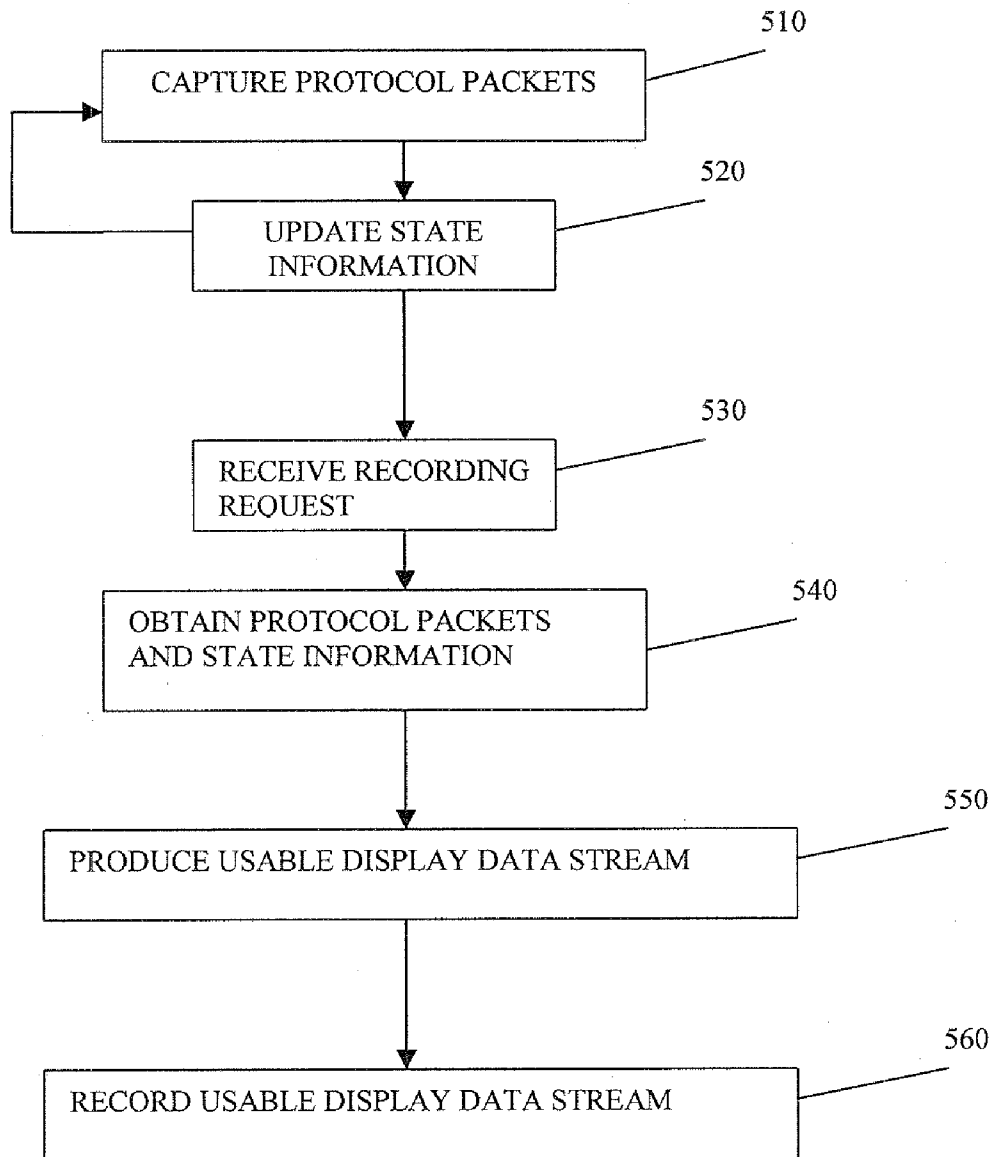 510
CAPTURE PROTOCOL PACKETS
520
UPDATE STATE
INFORMATION
530
RECEIVE RECORDING
REQUEST
540
OBTAIN PROTOCOL PACKETS
AND STATE INFORMATION
550
PRODUCE USABLE DISPLAY DATA STREAM
560
RECORD USABLE DISPLAY DATA STREAM